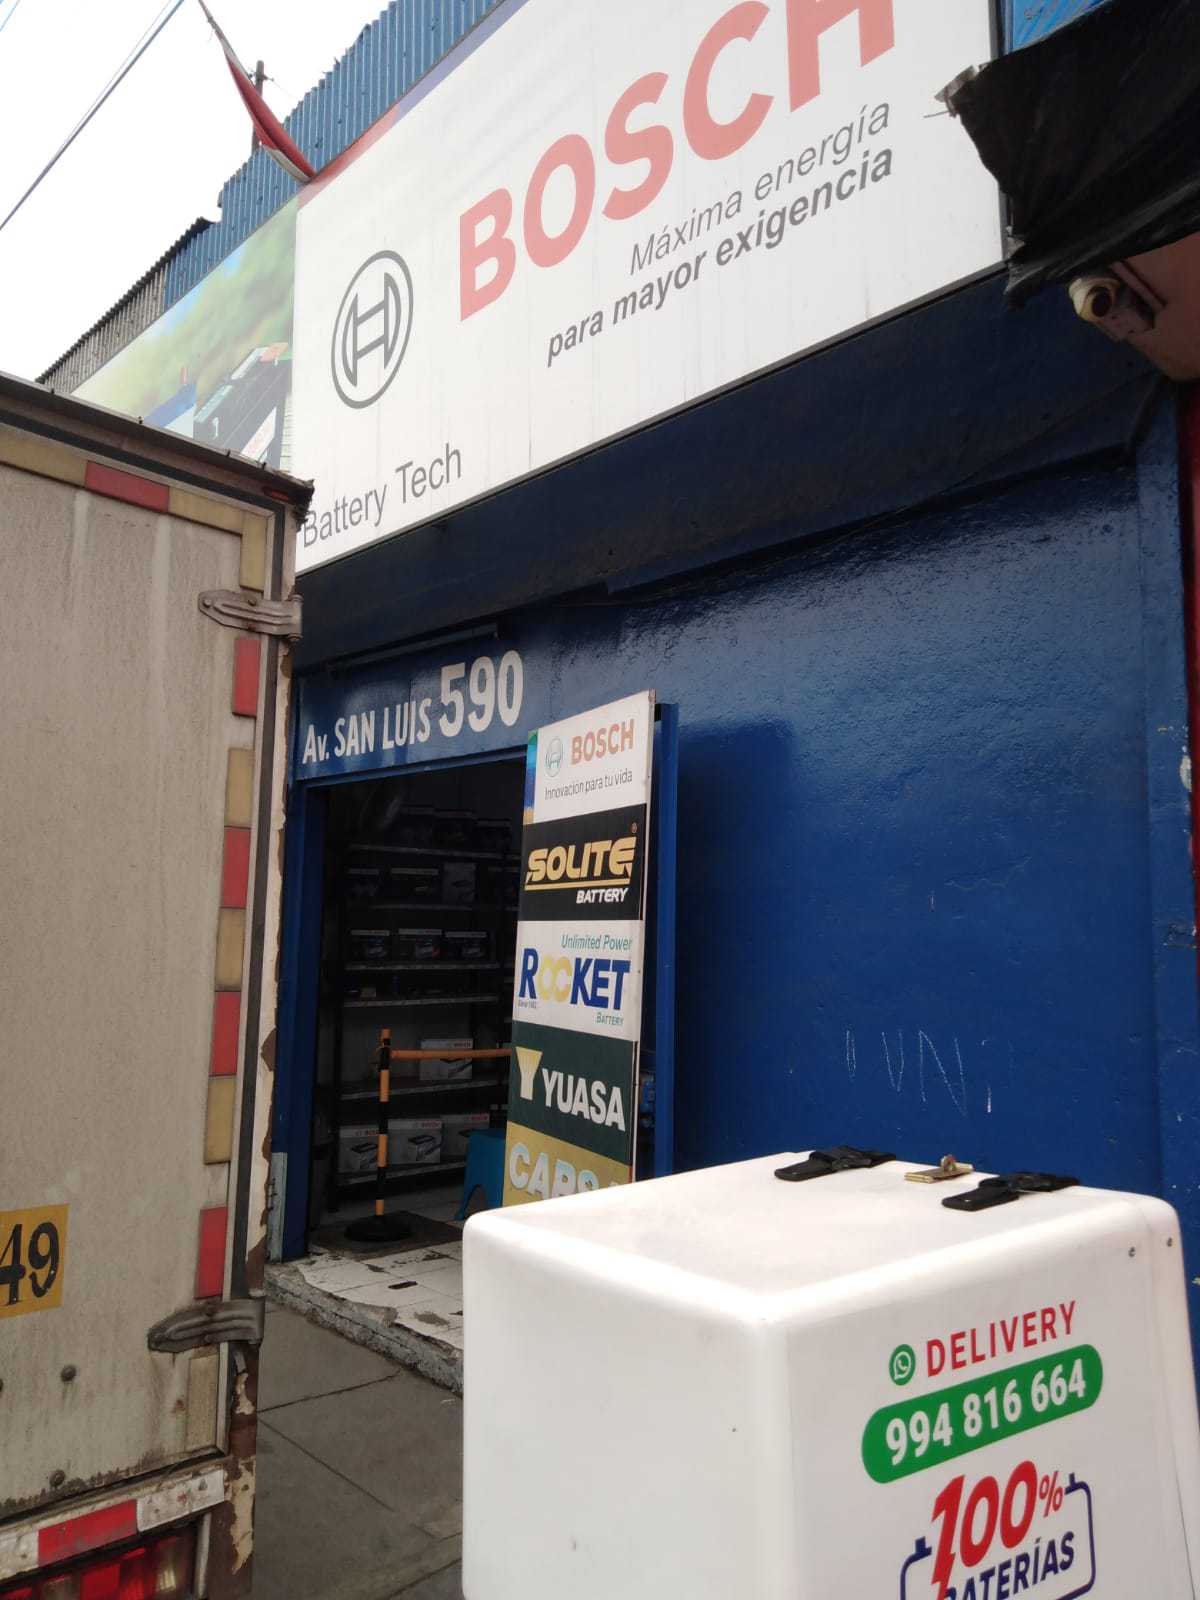 BOSCH
Máxima energía
para mayor exigencia
Battery Tech
Av. SAN LUIS 590
BOSCH
Innovación para tu vida
SOLITE
BATTERY
Unlimited Power
ROCKET
BATTERY
YUASA
49
DELIVERY
994 816 664
100%
BATERÍAS